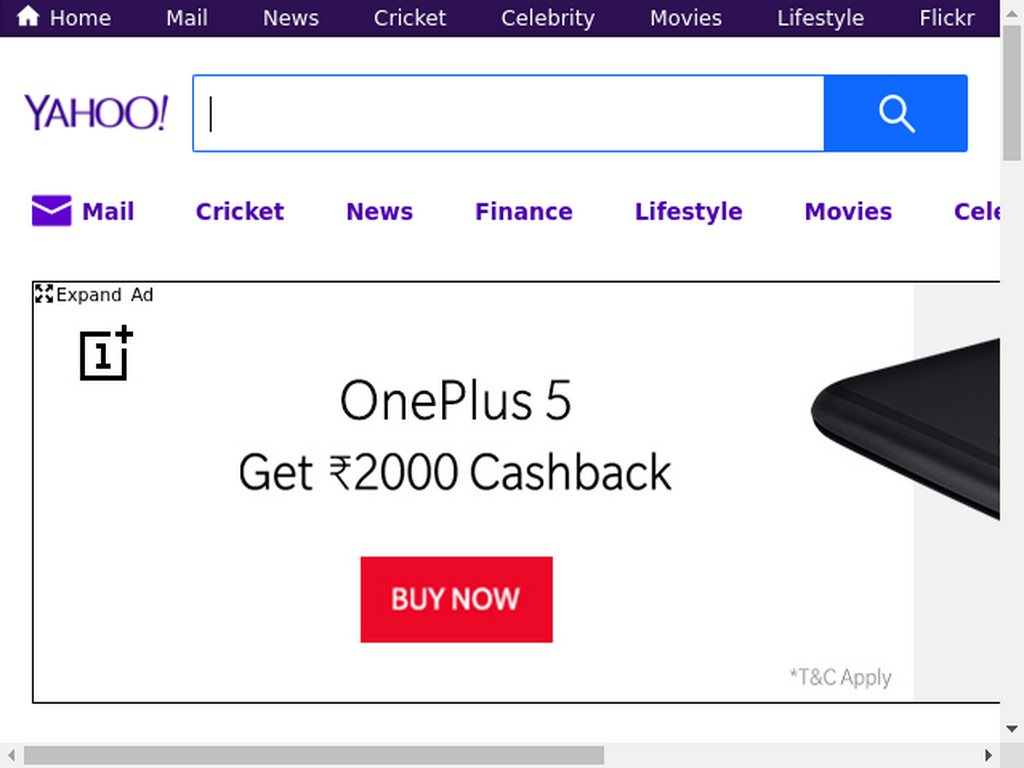 Home Mail News Cricket Celebrity Movies Lifestyle Flickr
YAHOO!
Mail Cricket News Finance Lifestyle Movies Cele
Expand Ad
1+
OnePlus 5
Get ₹2000 Cashback
BUY NOW
*T&C Apply